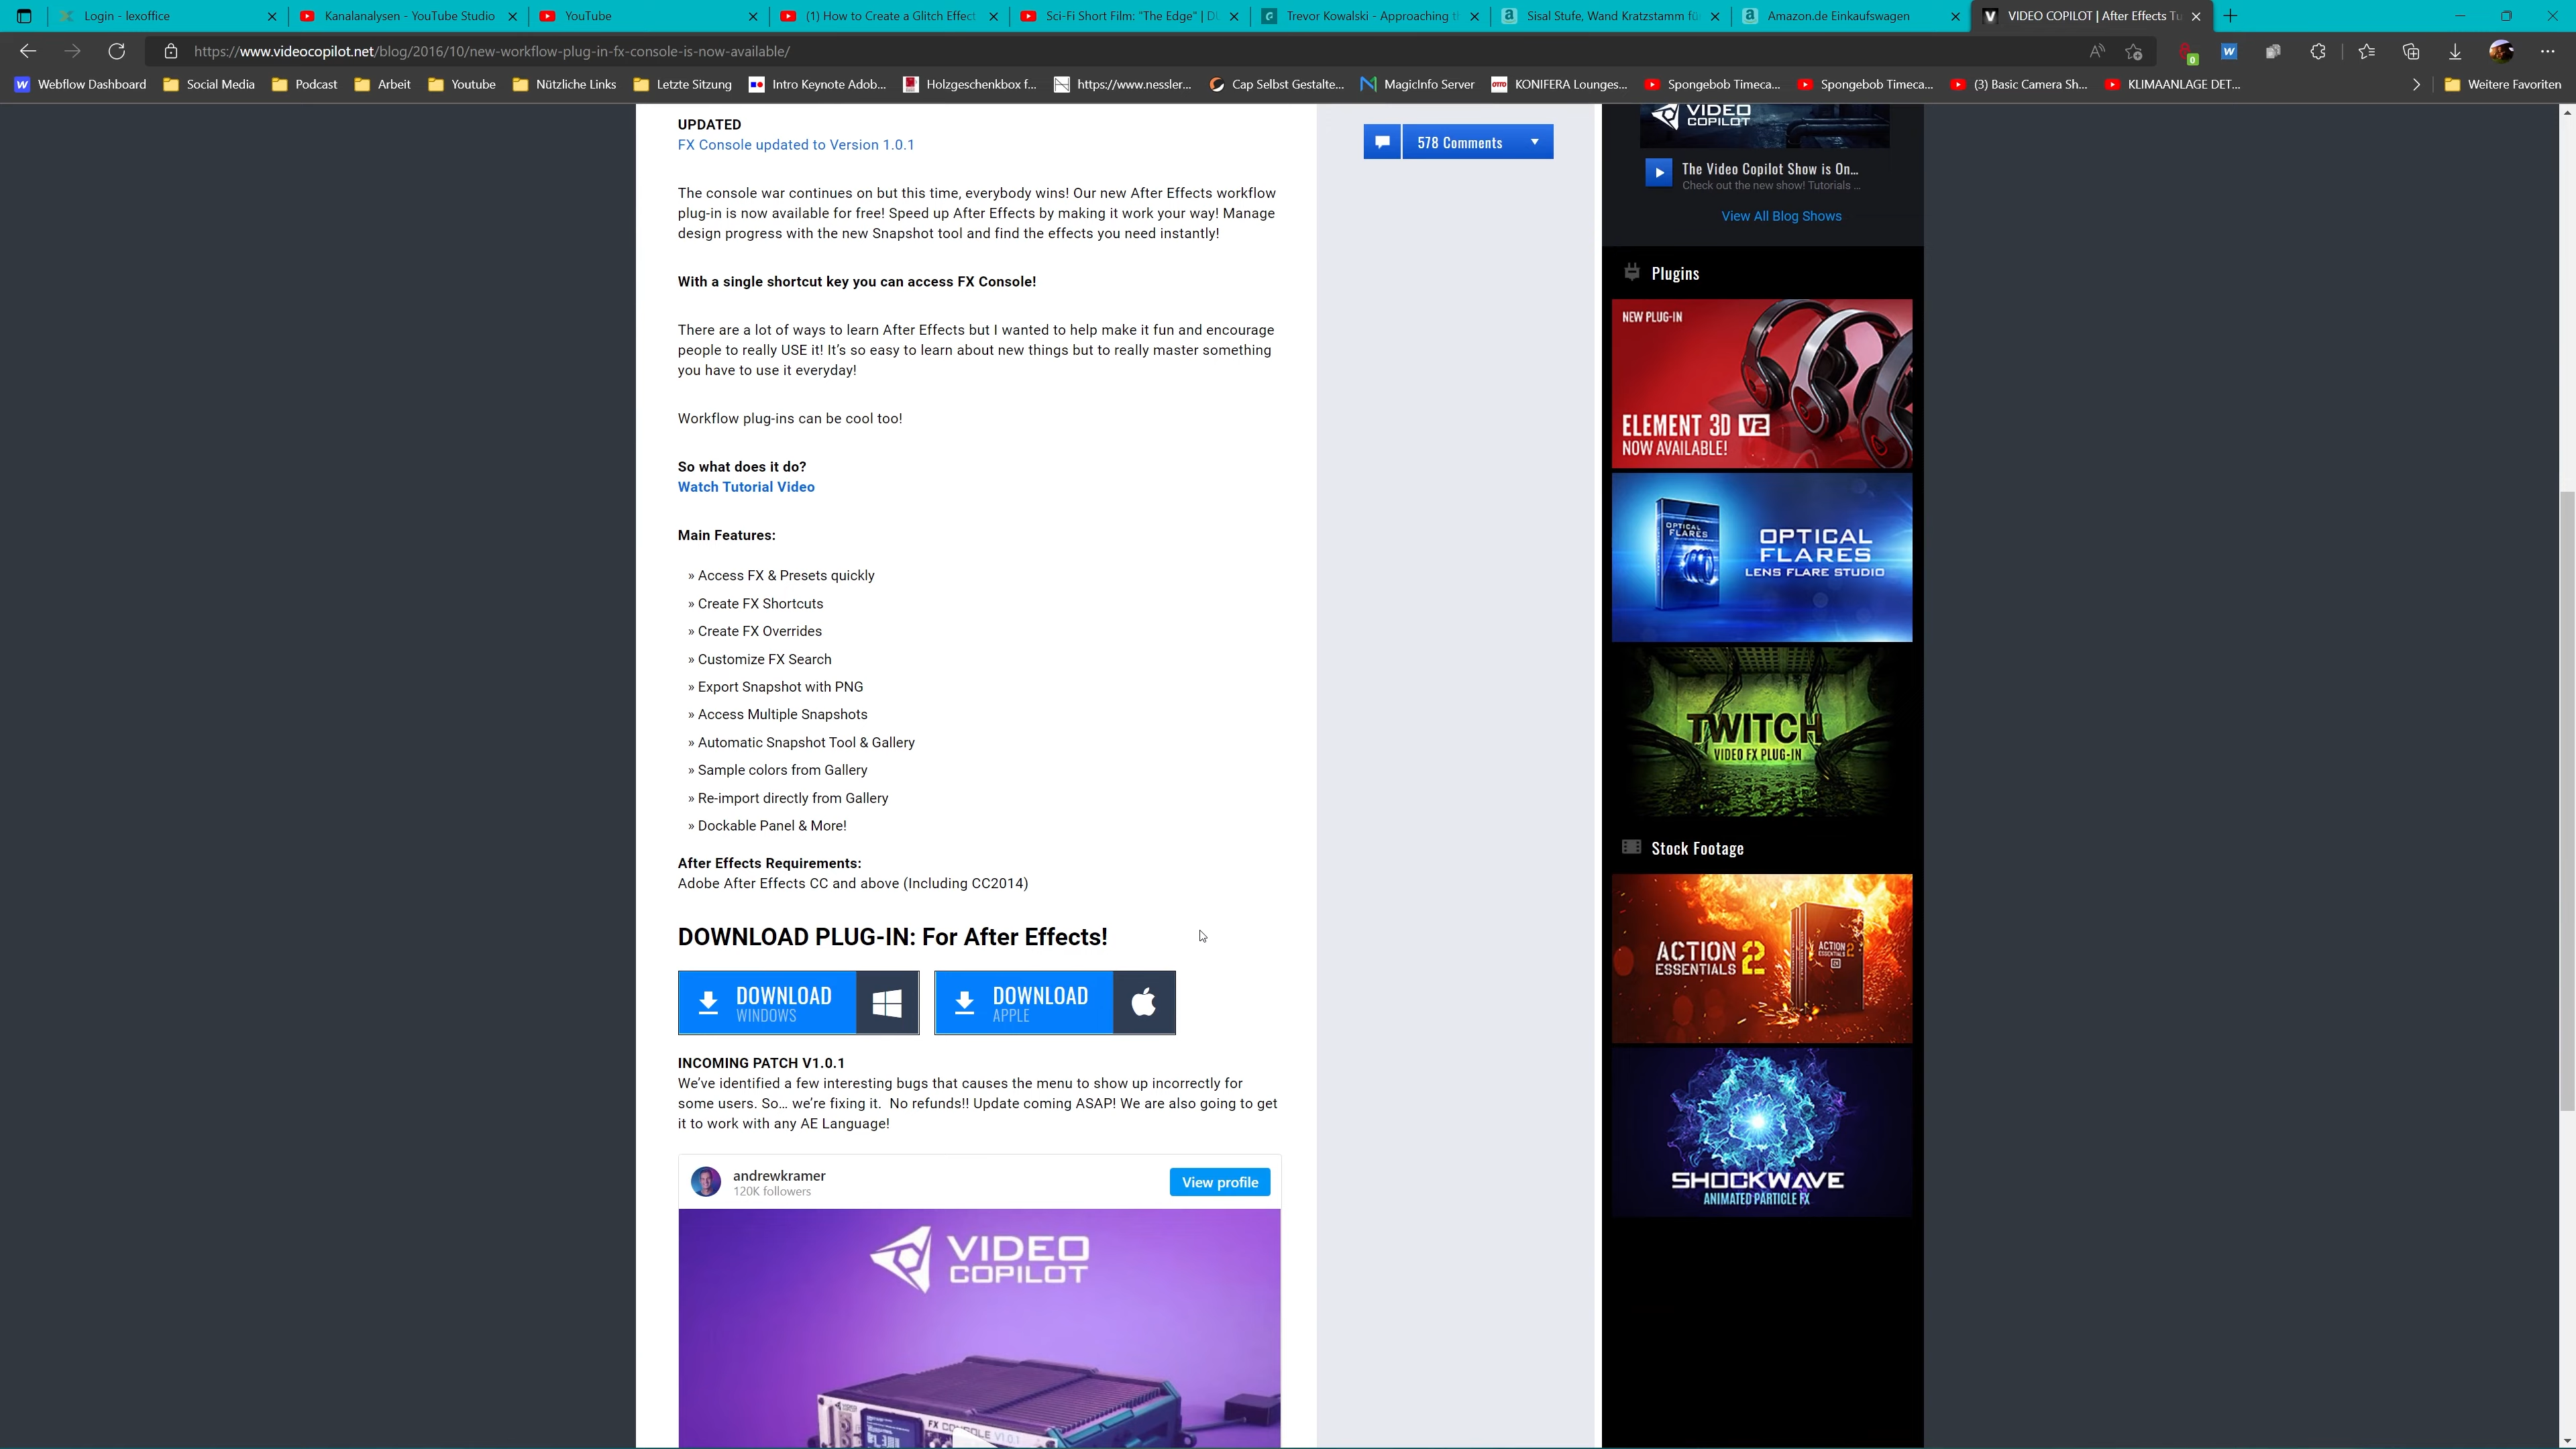 Login - lexoffice
Kanalanalysen - YouTube Studio
YouTube
(1) How to Create a Glitch Effect
Sci-Fi Short Film: "The Edge" | DU
Trevor Kowalski - Approaching t
Sisal Stufe, Wand Kratzstamm fü
Amazon.de Einkaufswagen
VIDEO COPILOT | After Effects Tu
https://www.videocopilot.net/blog/2016/10/new-workflow-plug-in-fx-console-is-now-available/
0
Webflow Dashboard
Social Media
Podcast
Arbeit
Youtube
Nützliche Links
Letzte Sitzung
Intro Keynote Adob...
Holzgeschenkbox f...
https://www.nessler...
Cap Selbst Gestalte...
MagicInfo Server
KONIFERA Lounges...
Spongebob Timeca...
Spongebob Timeca...
(3) Basic Camera Sh...
KLIMAANLAGE DET...
Weitere Favoriten
UPDATED
FX Console updated to Version 1.0.1
The console war continues on but this time, everybody wins! Our new After Effects workflow
plug-in is now available for free! Speed up After Effects by making it work your way! Manage
design progress with the new Snapshot tool and find the effects you need instantly!
With a single shortcut key you can access FX Console!
There are a lot of ways to learn After Effects but I wanted to help make it fun and encourage
people to really USE it! It's so easy to learn about new things but to really master something
you have to use it everyday!
Workflow plug-ins can be cool too!
So what does it do?
Watch Tutorial Video
Main Features:
» Access FX & Presets quickly
» Create FX Shortcuts
» Create FX Overrides
» Customize FX Search
» Export Snapshot with PNG
» Access Multiple Snapshots
» Automatic Snapshot Tool & Gallery
» Sample colors from Gallery
» Re-import directly from Gallery
» Dockable Panel & More!
After Effects Requirements:
Adobe After Effects CC and above (Including CC2014)
DOWNLOAD PLUG-IN: For After Effects!
DOWNLOAD
WINDOWS
DOWNLOAD
APPLE
INCOMING PATCH V1.0.1
We've identified a few interesting bugs that causes the menu to show up incorrectly for
some users. So... we're fixing it. No refunds!! Update coming ASAP! We are also going to get
it to work with any AE Language!
andrewkramer
120K followers
View profile
VIDEO
COPILOT
FX CONSOLE V1.0.1
578 Comments
VIDEO
COPILOT
The Video Copilot Show is On...
Check out the new show! Tutorials ...
View All Blog Shows
Plugins
NEW PLUG-IN
ELEMENT 3D V2
NOW AVAILABLE!
OPTICAL
FLARES
OPTICAL
FLARES
LENS FLARE STUDIO
TWITCH
VIDEO FX PLUG-IN
Stock Footage
ACTION 2
ESSENTIALS
ACTION 2
ESSENTIALS
SHOCKWAVE
ANIMATED PARTICLE FX